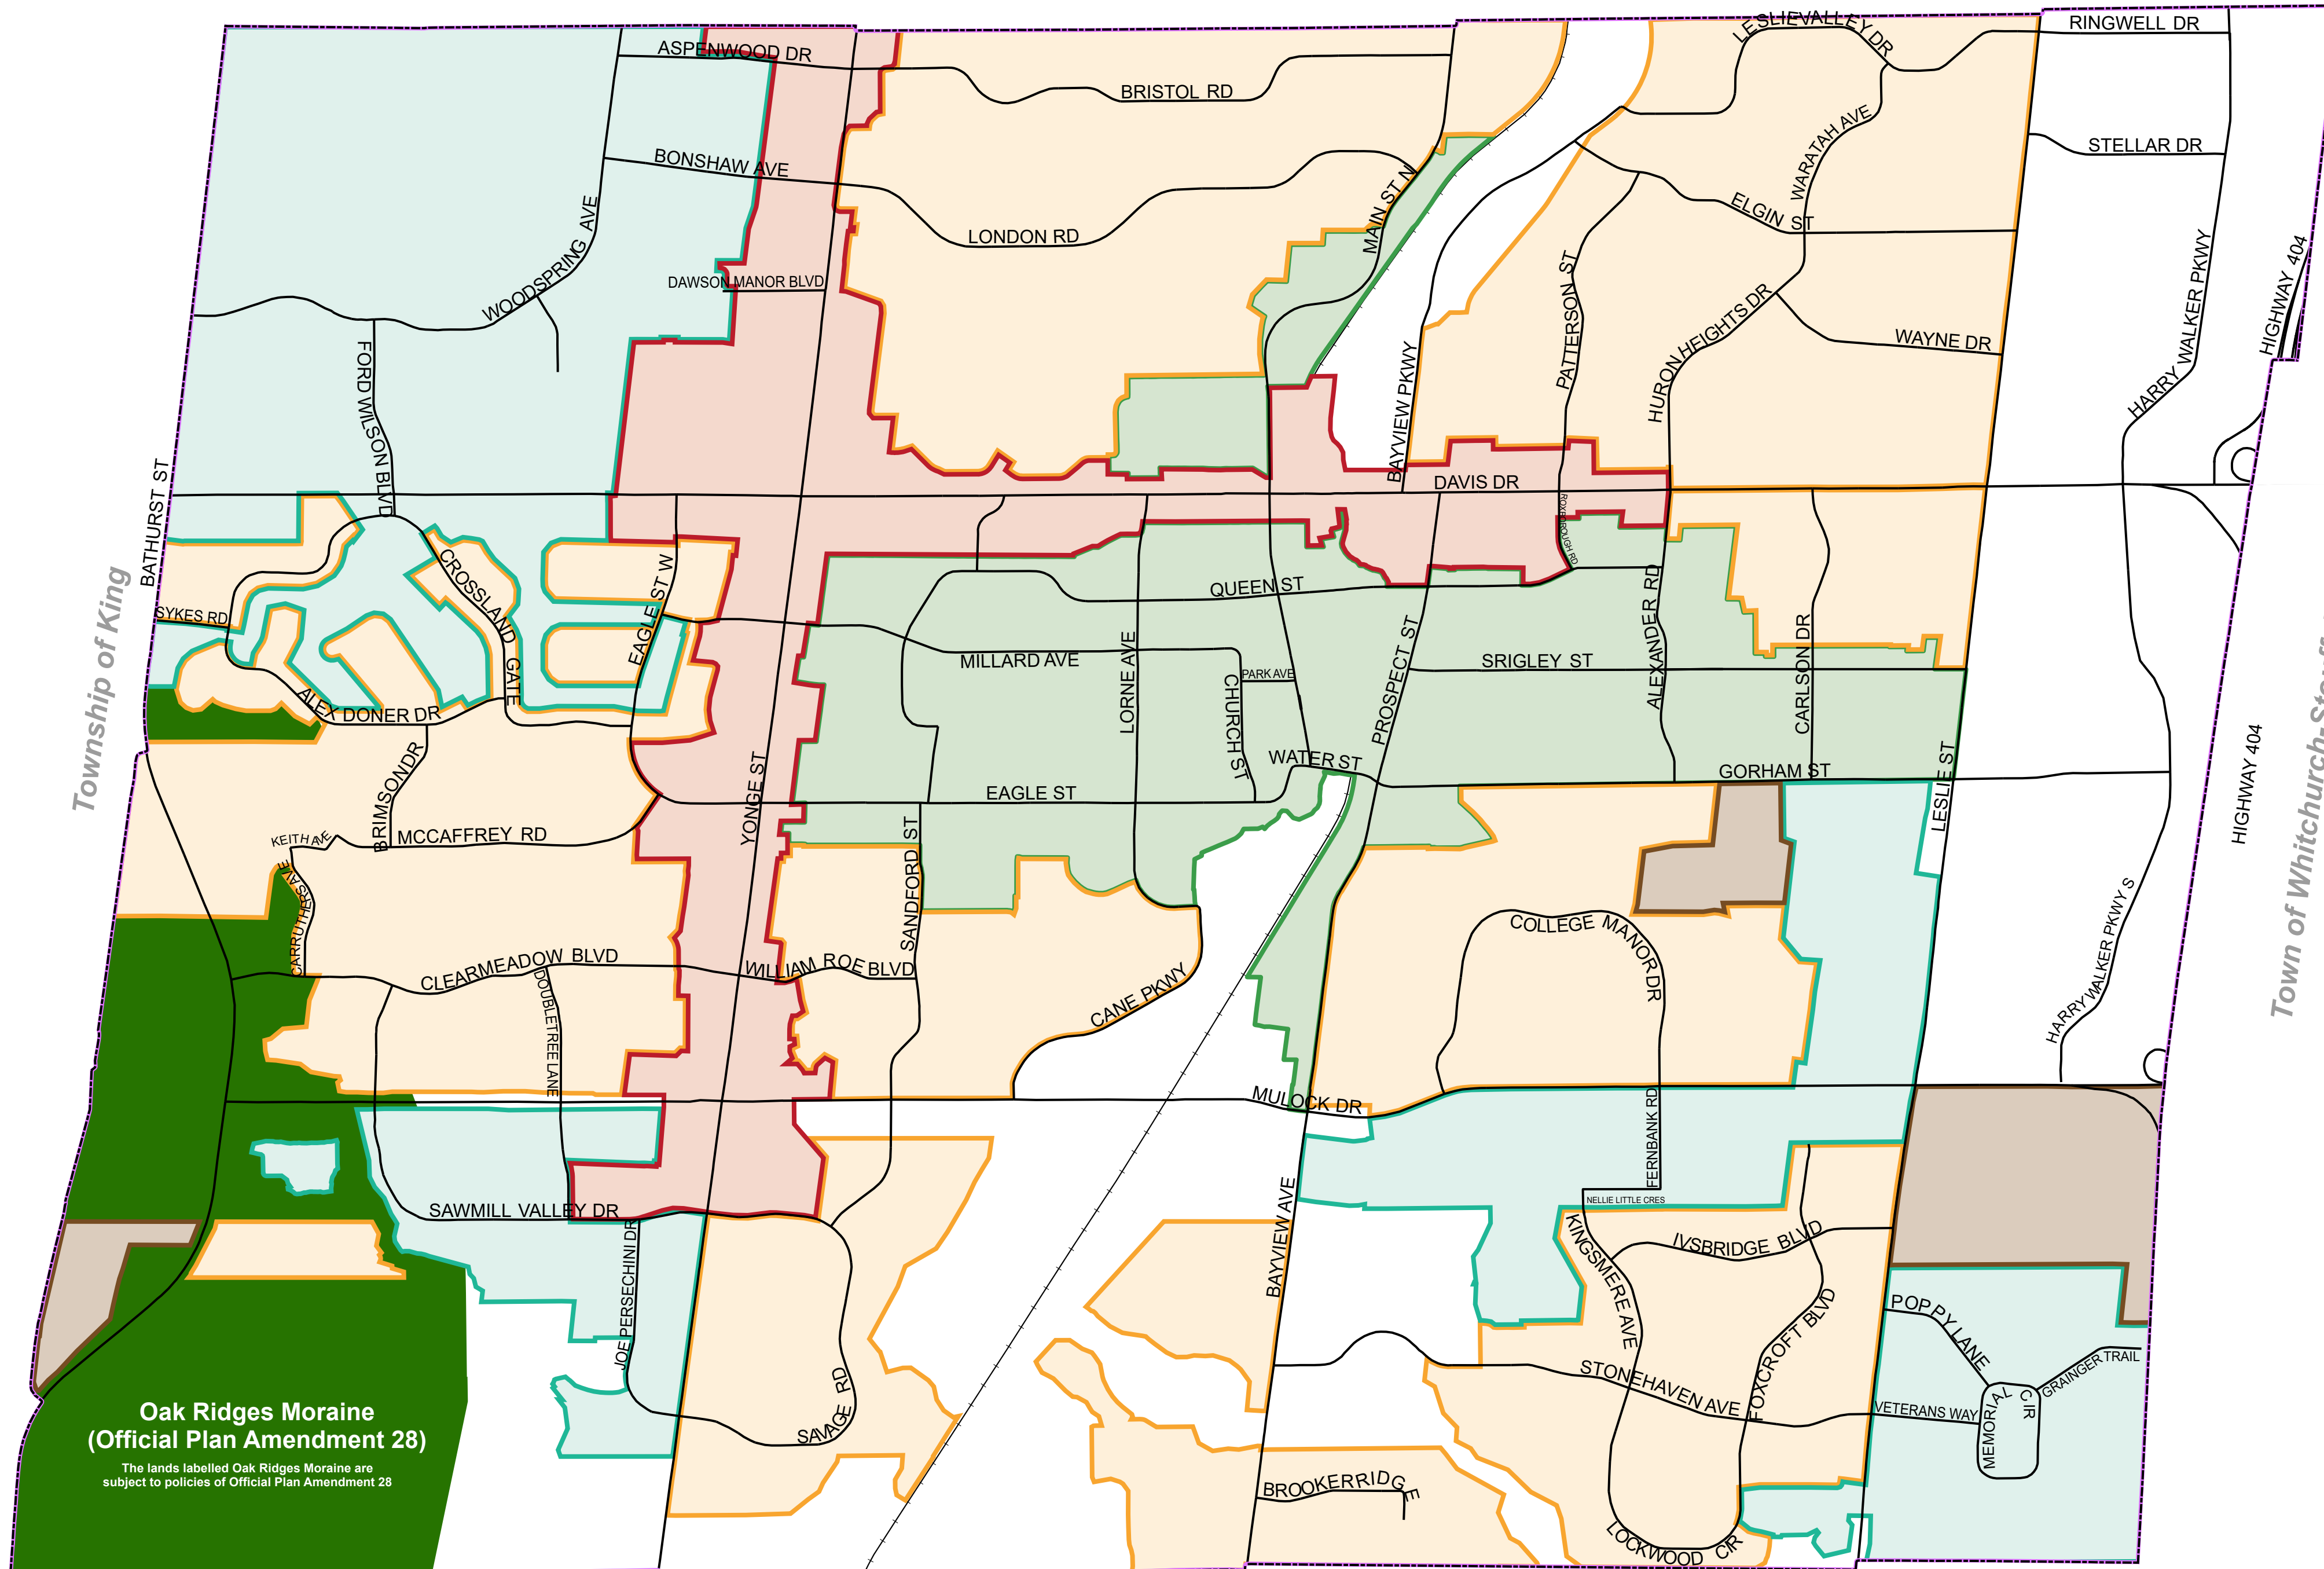 RINGWELL DR
LESLIEVALLEY DR
ASPENWOOD DR
BRISTOL RD
WARATAH AVE
STELLAR DR
BONSHAW AVE
MAIN ST N
ELGIN ST
LONDON RD
WOODSPRING AVE
DAWSON MANOR BLVD
PATTERSON ST
HARRY WALKER PKWY
HIGHWAY 404
HURON HEIGHTS DR
WAYNE DR
FORD WILSON BLVD
BAYVIEW PKWY
DAVIS DR
BATHURST ST
ROXBOROUGH RD
Township of King
CROSSLAND GATE
EAGLE ST W
QUEEN ST
ALEXANDER RD
SYKES RD
MILLARD AVE
LORNE AVE
PARK AVE
CHURCH ST
PROSPECT ST
SRIGLEY ST
CARLSON DR
ALEX DONER DR
BRIMSON DR
YONGE ST
WATER ST
GORHAM ST
LESLIE ST
HIGHWAY 404
EAGLE ST
KEITH AVE
MCCAFFREY RD
SANDFORD ST
CARRUTHERS AVE
COLLEGE MANOR DR
HARRY WALKER PKWY S
CLEARMEADOW BLVD
WILLIAM ROE BLVD
CANE PKWY
DOUBLETREE LANE
MULOCK DR
FERNBANK RD
NELLIE LITTLE CRES
SAWMILL VALLEY DR
BAYVIEW AVE
KINGSMERE AVE
IVSBRIDGE BLVD
JOE PERSECHINI DR
FOXCROFT BLVD
POPPY LANE
GRAINGER TRAIL
STONEHAVEN AVE
VETERANS WAY
MEMORIAL CIR
SAVAGE RD
BROOKERRIDGE
LOCKWOOD CIR
Oak Ridges Moraine
(Official Plan Amendment 28)
The lands labelled Oak Ridges Moraine are
subject to policies of Official Plan Amendment 28
Town of Whitchurch-Stouff